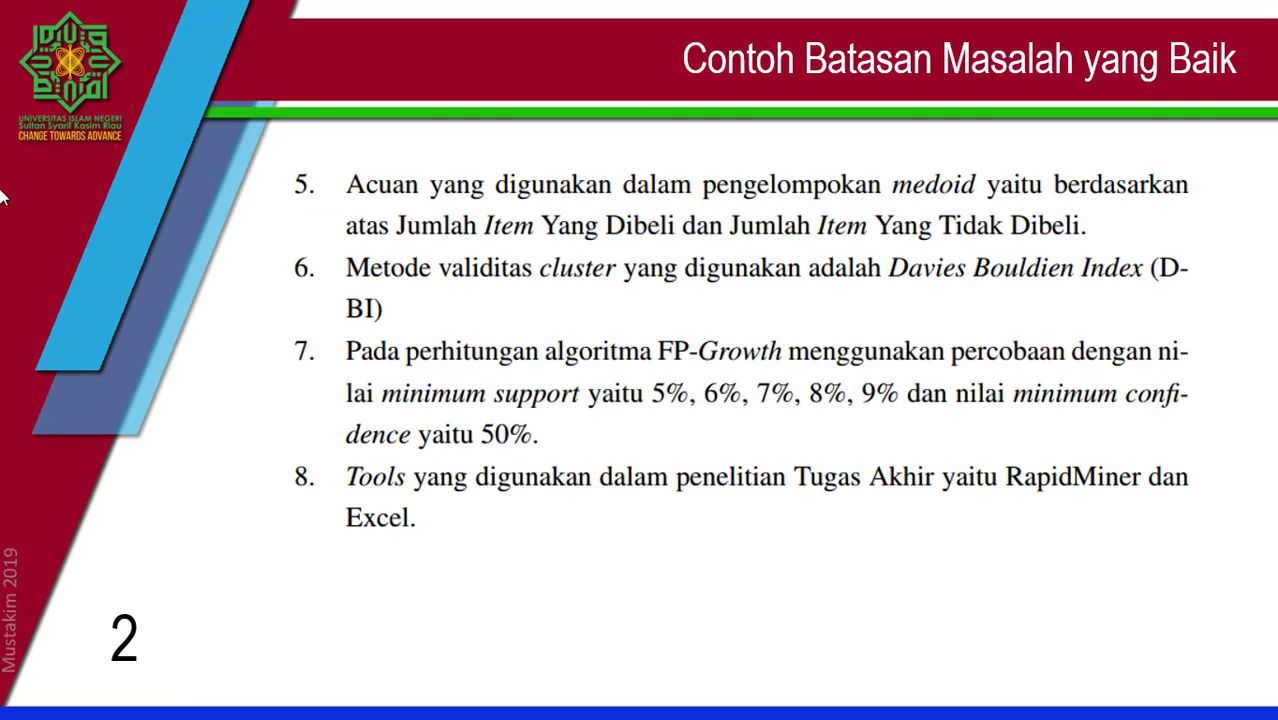 Contoh Batasan Masalah yang Baik
UNIVERSITAS ISLAM NEGERI
Sultan Syarif Kasim Riau
CHANGE TOWARDS ADVANCE
5. Acuan yang digunakan dalam pengelompokan medoid yaitu berdasarkan
atas Jumlah Item Yang Dibeli dan Jumlah Item Yang Tidak Dibeli.
6. Metode validitas cluster yang digunakan adalah Davies Bouldien Index (D-
BI)
7. Pada perhitungan algoritma FP-Growth menggunakan percobaan dengan ni-
lai minimum support yaitu 5%, 6%, 7%, 8%, 9% dan nilai minimum confi-
dence yaitu 50%.
8. Tools yang digunakan dalam penelitian Tugas Akhir yaitu RapidMiner dan
Excel.
Mustakim 2019
2